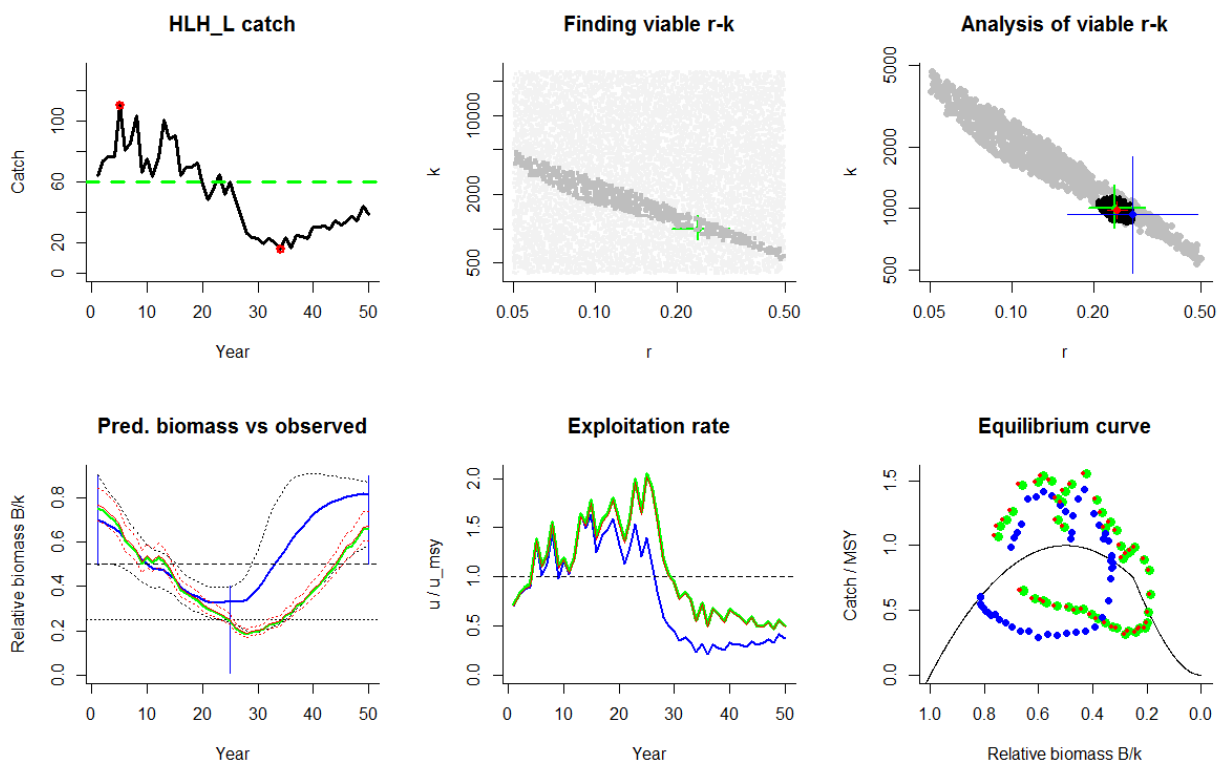 HLH_L catch
Catch
0 20 60 100
0 10 20 30 40 50
Year
Finding viable r-k
k
500 2000 10000
0.05 0.10 0.20 0.50
r
Analysis of viable r-k
k
500 1000 2000 5000
0.05 0.10 0.20 0.50
r
Pred. biomass vs observed
Relative biomass B/k
0.0 0.2 0.4 0.6 0.8
0 10 20 30 40 50
Year
Exploitation rate
u / u_msy
0.0 0.5 1.0 1.5 2.0
0 10 20 30 40 50
Year
Equilibrium curve
Catch / MSY
0.0 0.5 1.0 1.5
1.0 0.8 0.6 0.4 0.2 0.0
Relative biomass B/k